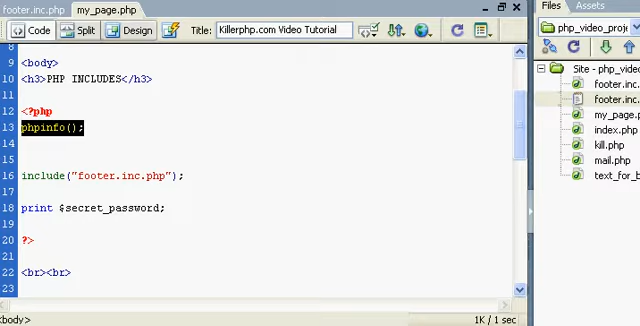 footer.inc.php my_page.php
Files Assets
Code Split Design Title: Killerphp.com Video Tutorial
php_video_proje
8
9 <body>
10 <h3>PHP INCLUDES</h3>
11
12 <?php
13 phpinfo();
14
15
16 include("footer.inc.php");
17
18 print $secret_password;
19
20 ?>
21
22 <br><br>
23
Site - php_video
footer.inc.
footer.inc.
my_page.p
index.php
kill.php
mail.php
text_for_b
<body>
1K / 1 sec